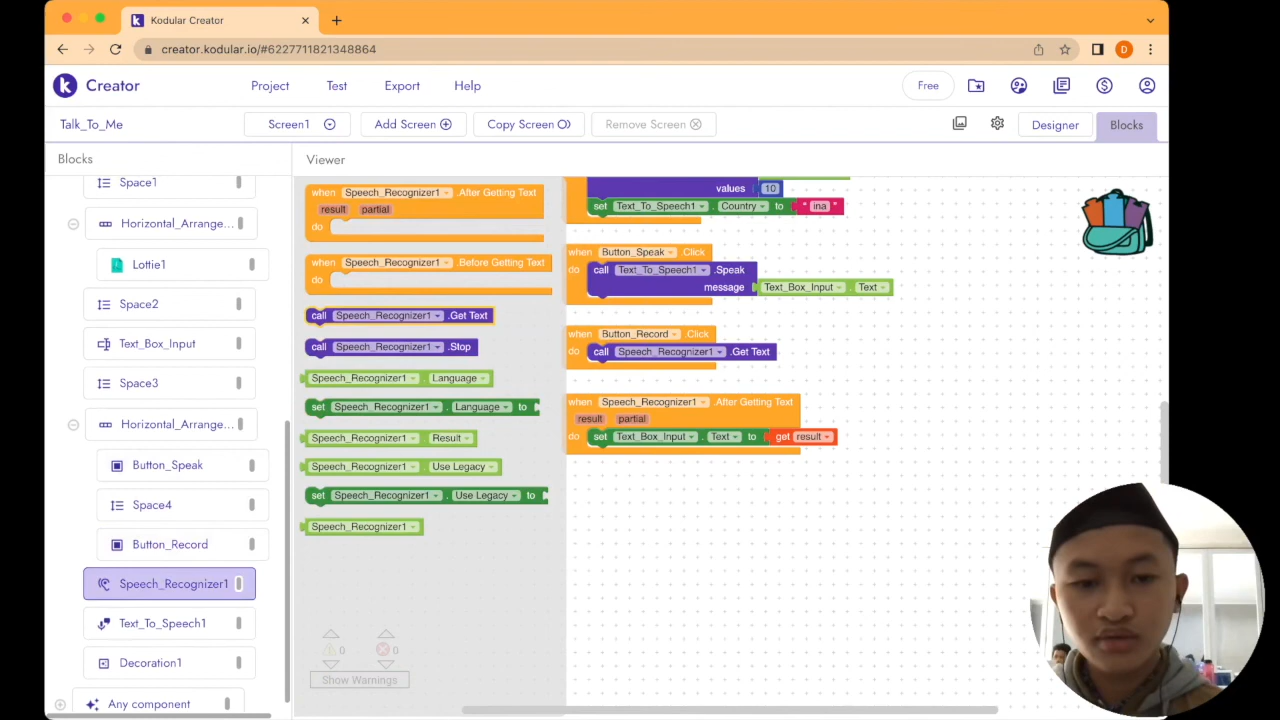 Kodular Creator
creator.kodular.io/#6227711821348864
D
Creator
Project
Test
Export
Help
Free
Talk_To_Me
Screen1
Add Screen
Copy Screen
Remove Screen
Designer
Blocks
Blocks
Viewer
Space1
Horizontal_Arrange...
Lottie1
Space2
Text_Box_Input
Space3
Horizontal_Arrange...
Button_Speak
Space4
Button_Record
Speech_Recognizer1
Text_To_Speech1
Decoration1
Any component
when Speech_Recognizer1 .After Getting Text
result partial
do
when Speech_Recognizer1 .Before Getting Text
do
call Speech_Recognizer1 .Get Text
call Speech_Recognizer1 .Stop
Speech_Recognizer1 . Language
set Speech_Recognizer1 . Language to
Speech_Recognizer1 . Result
Speech_Recognizer1 . Use Legacy
set Speech_Recognizer1 . Use Legacy to
Speech_Recognizer1
0 0
Show Warnings
values 10
set Text_To_Speech1 . Country to " ina "
when Button_Speak .Click
do call Text_To_Speech1 .Speak
message Text_Box_Input . Text
when Button_Record .Click
do call Speech_Recognizer1 .Get Text
when Speech_Recognizer1 .After Getting Text
result partial
do set Text_Box_Input . Text to get result